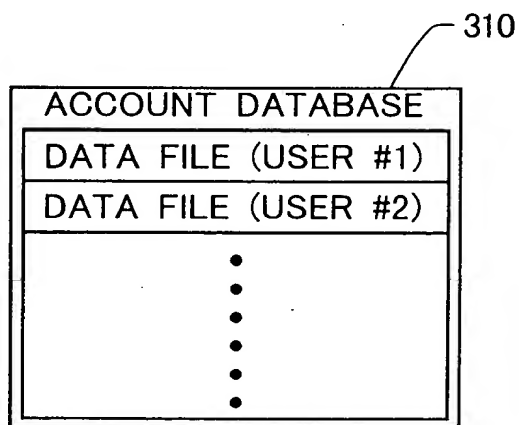 310
ACCOUNT DATABASE
DATA FILE (USER #1)
DATA FILE (USER #2)